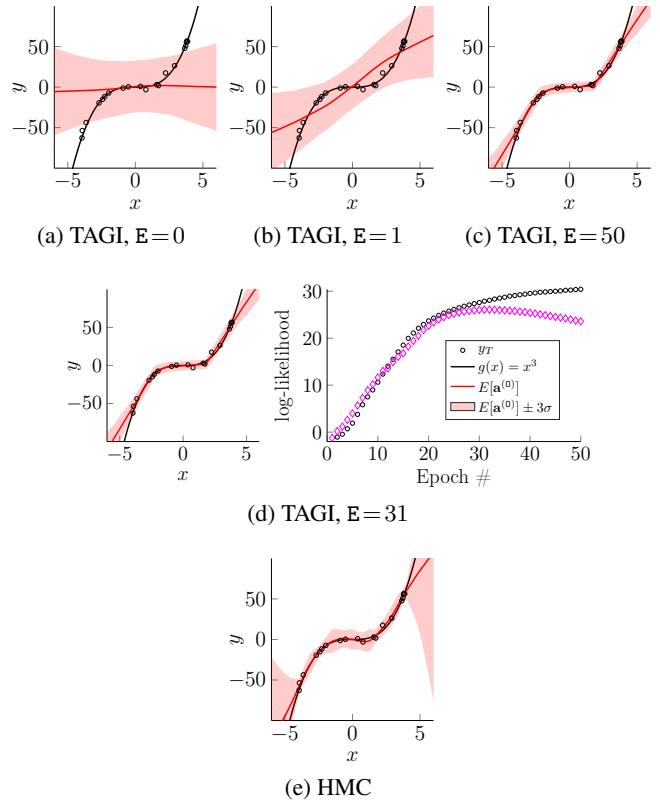 50
0
−50
y
−5 0 5
x
(a) TAGI, E=0
50
0
−50
y
−5 0 5
x
(b) TAGI, E=1
50
0
−50
y
−5 0 5
x
(c) TAGI, E=50
50
0
−50
y
−5 0 5
x
30
20
10
0
log-likelihood
0 10 20 30 40 50
Epoch #
y_T
g(x) = x³
E[a⁽⁰⁾]
E[a⁽⁰⁾] ± 3σ
(d) TAGI, E=31
50
0
−50
y
−5 0 5
x
(e) HMC